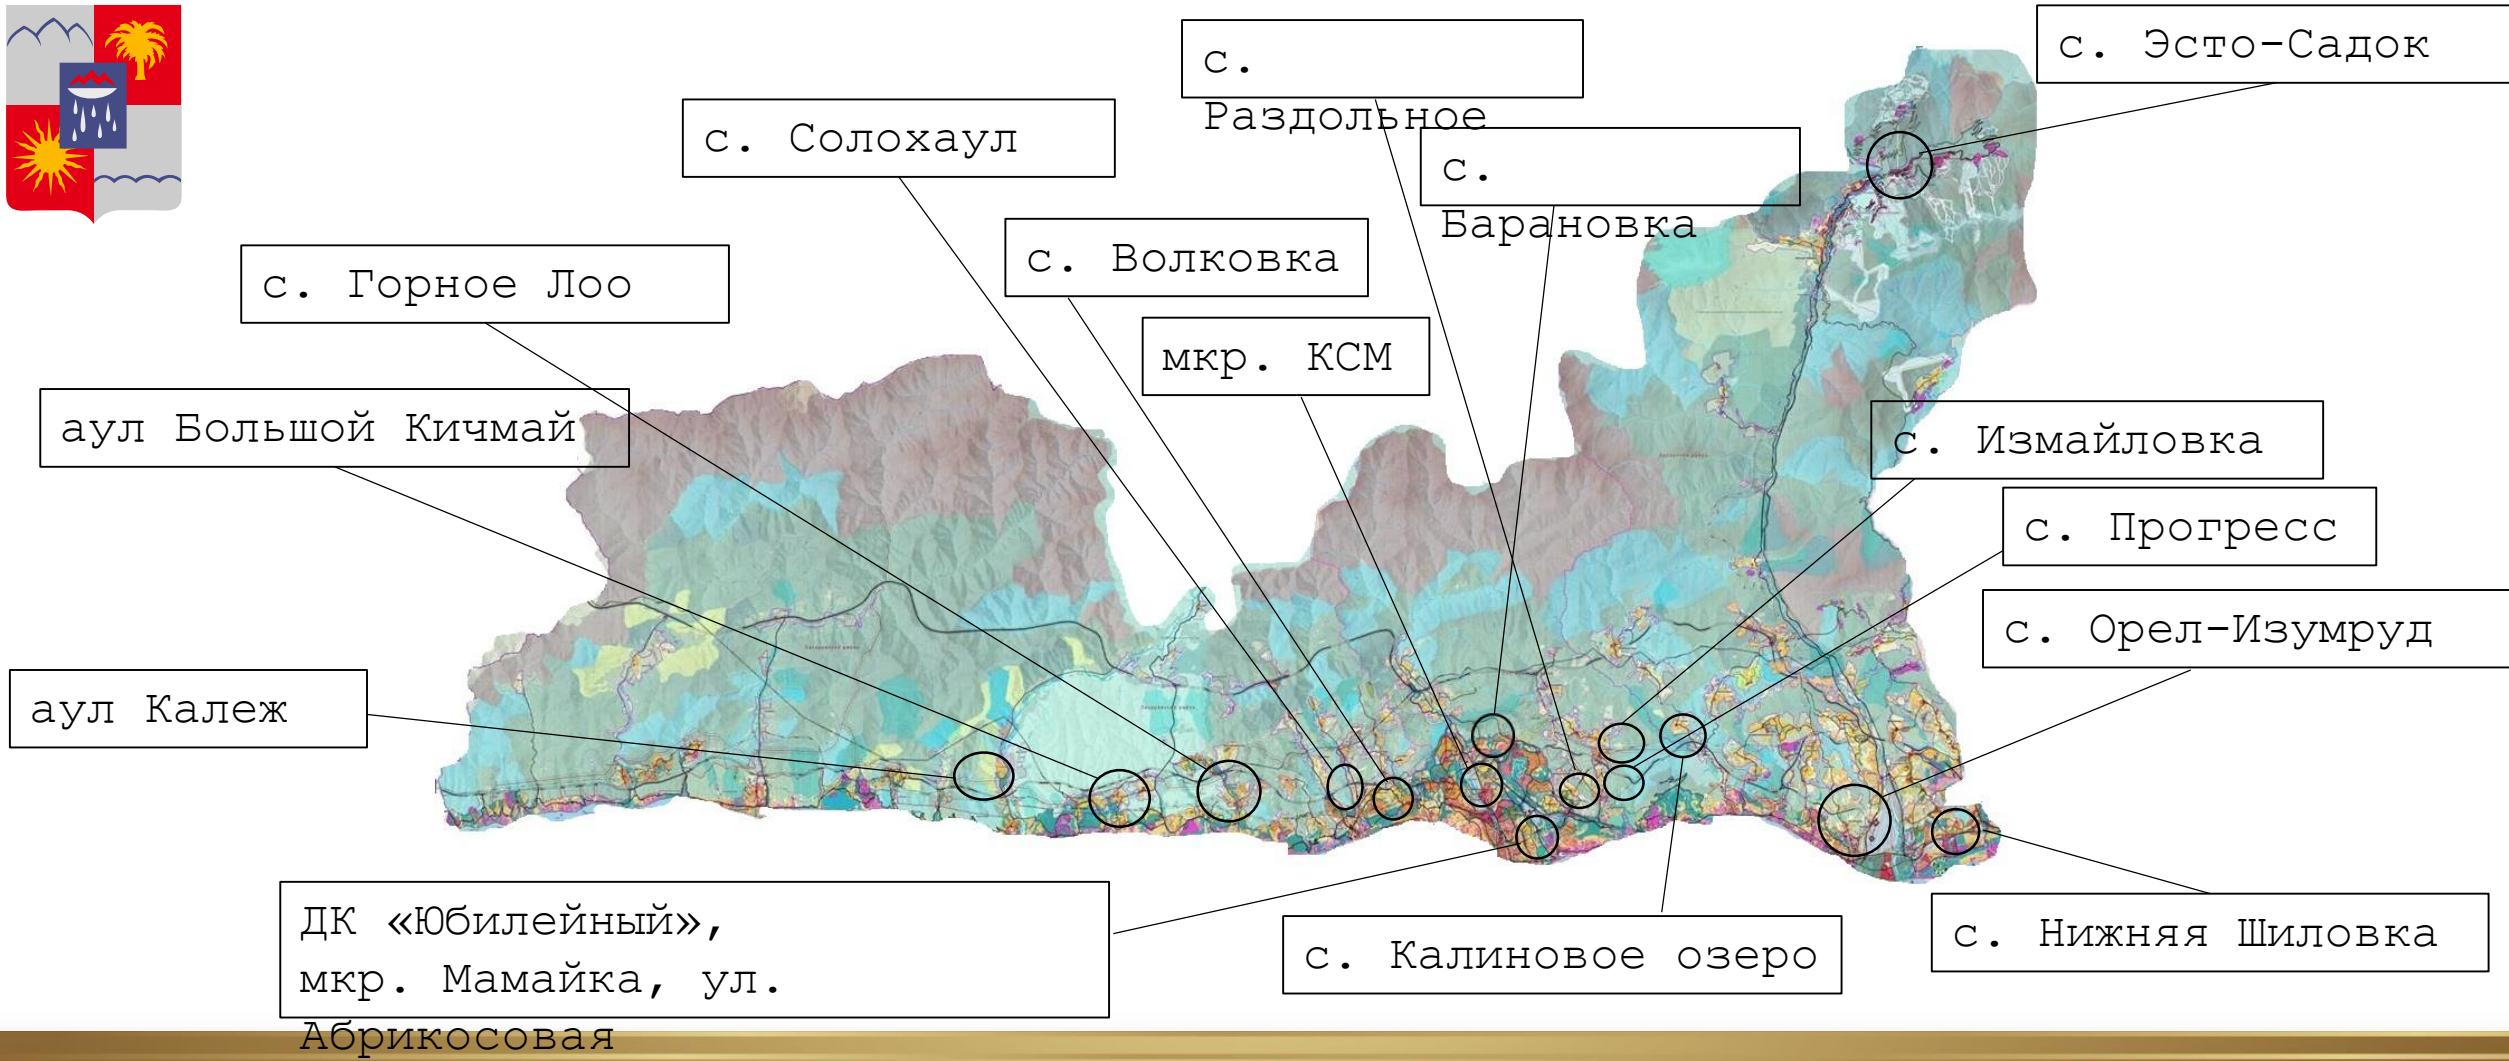 с. Эсто-Садок
с.
Раздольное
с. Солохаул
с.
Барановка
с. Волковка
с. Горное Лоо
мкр. КСМ
аул Большой Кичмай
с. Измайловка
с. Прогресс
с. Орел-Изумруд
аул Калеж
ДК «Юбилейный»,
мкр. Мамайка, ул.
Абрикосовая
с. Калиновое озеро
с. Нижняя Шиловка